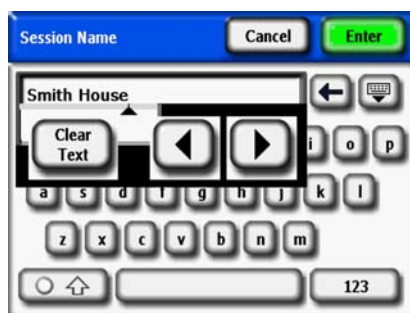 Session Name Cancel Enter
Smith House
Clear
Text
i o p
a s d f g h j k l
z x c v b n m
123